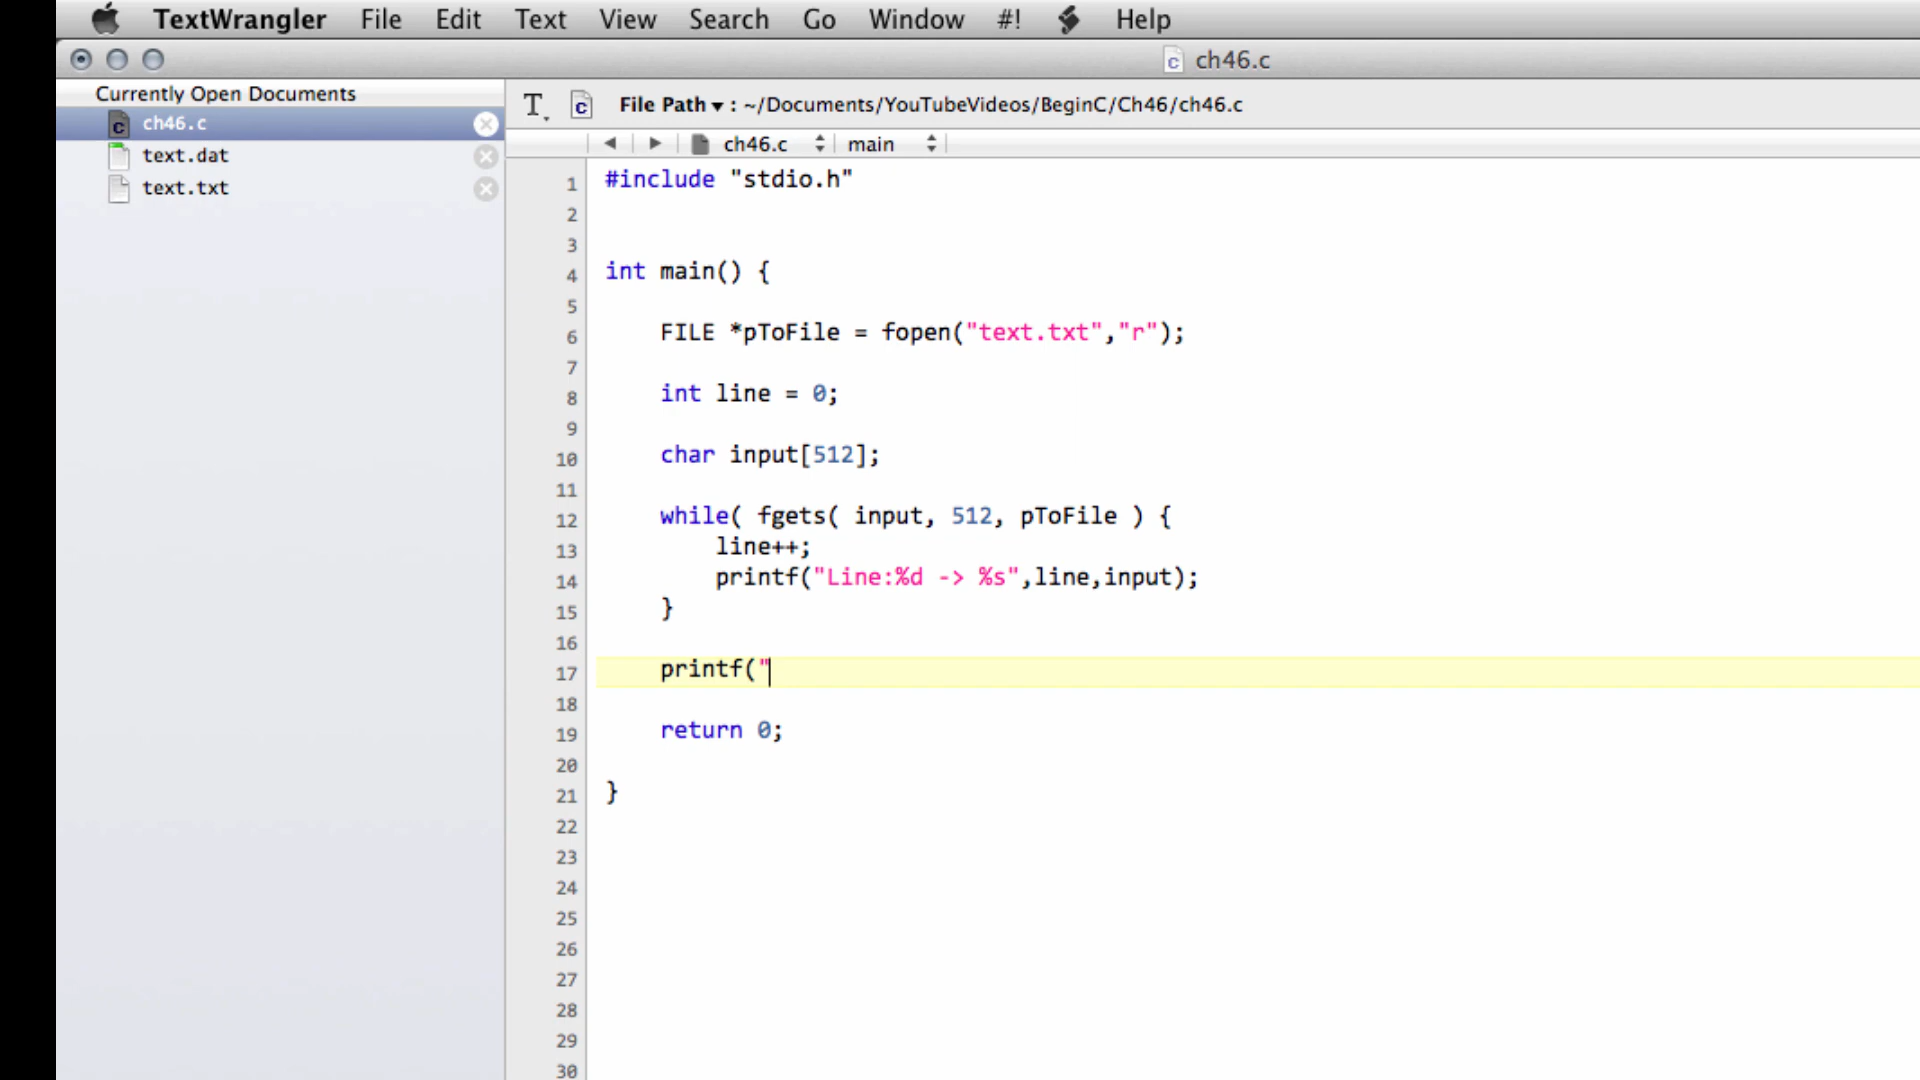 TextWrangler File Edit Text View Search Go Window #! Help
ch46.c
Currently Open Documents
ch46.c
text.dat
text.txt
File Path ▾ : ~/Documents/YouTubeVideos/BeginC/Ch46/ch46.c
ch46.c main
1 #include "stdio.h"
2
3
4 int main() {
5
6 FILE *pToFile = fopen("text.txt","r");
7
8 int line = 0;
9
10 char input[512];
11
12 while( fgets( input, 512, pToFile ) {
13 line++;
14 printf("Line:%d -> %s",line,input);
15 }
16
17 printf("
18
19 return 0;
20
21 }
22
23
24
25
26
27
28
29
30